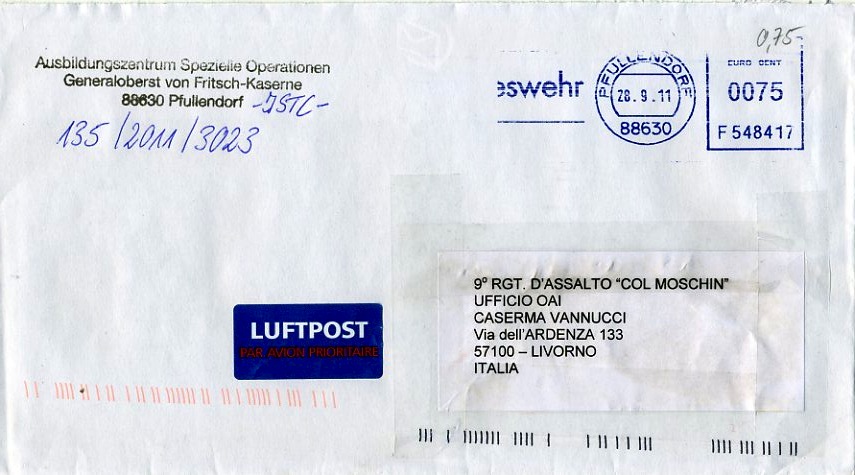 Ausbildungszentrum Spezielle Operationen
Generaloberst von Fritsch-Kaserne
88630 Pfullendorf -ISTC-
135/2011/3023
eswehr
PFULLENDORF
28.9.11
88630
0,75-
EURO CENT
0075
F 548417
9° RGT. D'ASSALTO "COL MOSCHIN"
UFFICIO OAI
CASERMA VANNUCCI
Via dell'ARDENZA 133
57100 – LIVORNO
ITALIA
LUFTPOST
PAR AVION PRIORITAIRE